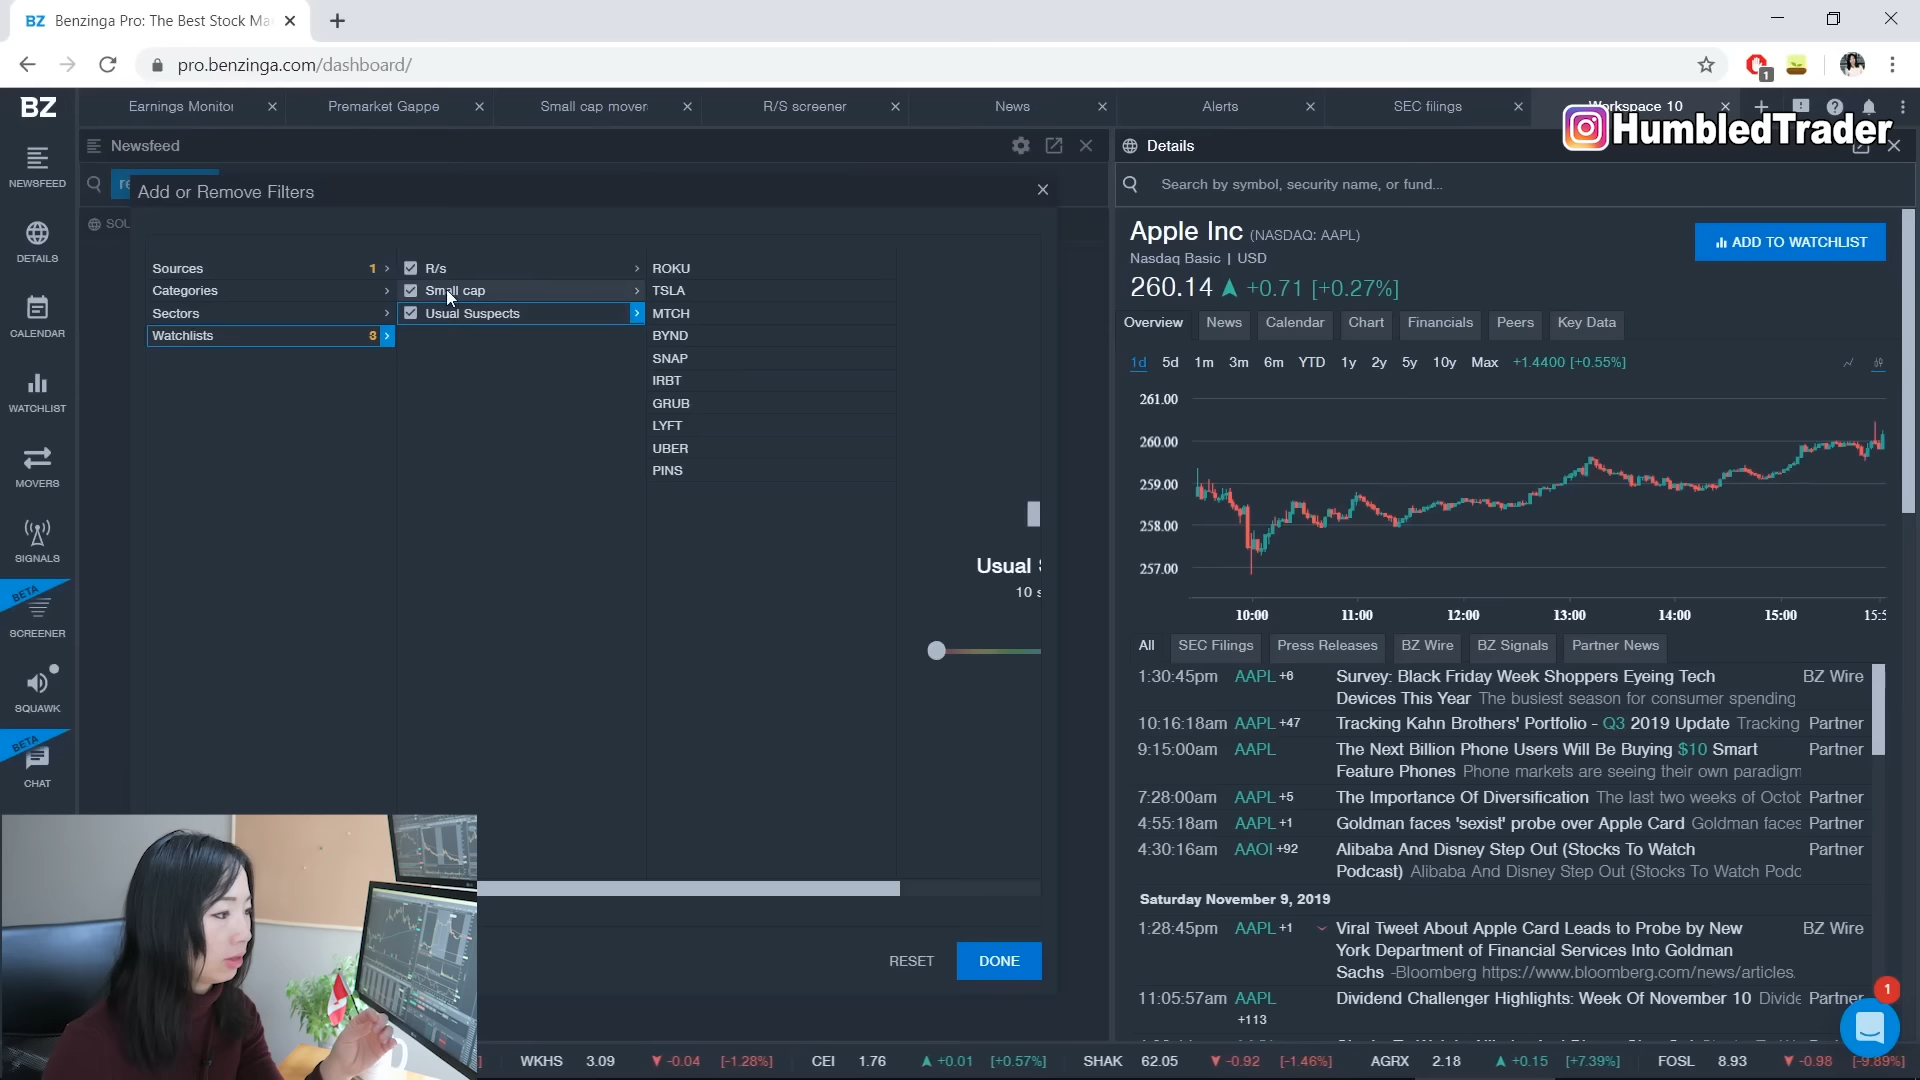 BZ Benzinga Pro: The Best Stock Ma
pro.benzinga.com/dashboard/
1
BZ
Earnings Monitor
Premarket Gappe
Small cap mover
R/S screener
News
Alerts
SEC filings
Workspace 10
HumbledTrader
NEWSFEED
DETAILS
CALENDAR
WATCHLIST
MOVERS
SIGNALS
BETA
SCREENER
SQUAWK
BETA
CHAT
Newsfeed
re
SOU
Add or Remove Filters
Sources 1
Categories
Sectors
Watchlists 3
R/s
Small cap
Usual Suspects
ROKU
TSLA
MTCH
BYND
SNAP
IRBT
GRUB
LYFT
UBER
PINS
Usual
10 s
RESET
DONE
Details
Search by symbol, security name, or fund...
Apple Inc (NASDAQ: AAPL)
Nasdaq Basic | USD
260.14 +0.71 [+0.27%]
ADD TO WATCHLIST
Overview News Calendar Chart Financials Peers Key Data
1d 5d 1m 3m 6m YTD 1y 2y 5y 10y Max +1.4400 [+0.55%]
261.00
260.00
259.00
258.00
257.00
10:00 11:00 12:00 13:00 14:00 15:00 15:5
All SEC Filings Press Releases BZ Wire BZ Signals Partner News
1:30:45pm AAPL +6 Survey: Black Friday Week Shoppers Eyeing Tech BZ Wire
Devices This Year The busiest season for consumer spending
10:16:18am AAPL +47 Tracking Kahn Brothers' Portfolio - Q3 2019 Update Tracking Partner
9:15:00am AAPL The Next Billion Phone Users Will Be Buying $10 Smart Partner
Feature Phones Phone markets are seeing their own paradigm
7:28:00am AAPL +5 The Importance Of Diversification The last two weeks of Octob Partner
4:55:18am AAPL +1 Goldman faces 'sexist' probe over Apple Card Goldman faces Partner
4:30:16am AAOI +92 Alibaba And Disney Step Out (Stocks To Watch Partner
Podcast) Alibaba And Disney Step Out (Stocks To Watch Podc
Saturday November 9, 2019
1:28:45pm AAPL +1 Viral Tweet About Apple Card Leads to Probe by New BZ Wire
York Department of Financial Services Into Goldman
Sachs -Bloomberg https://www.bloomberg.com/news/articles.
11:05:57am AAPL Dividend Challenger Highlights: Week Of November 10 Divide Partner
+113
1
WKHS 3.09 -0.04 [-1.28%] CEI 1.76 +0.01 [+0.57%] SHAK 62.05 -0.92 [-1.46%] AGRX 2.18 +0.15 [+7.39%] FOSL 8.93 -0.98 [-9.89%]